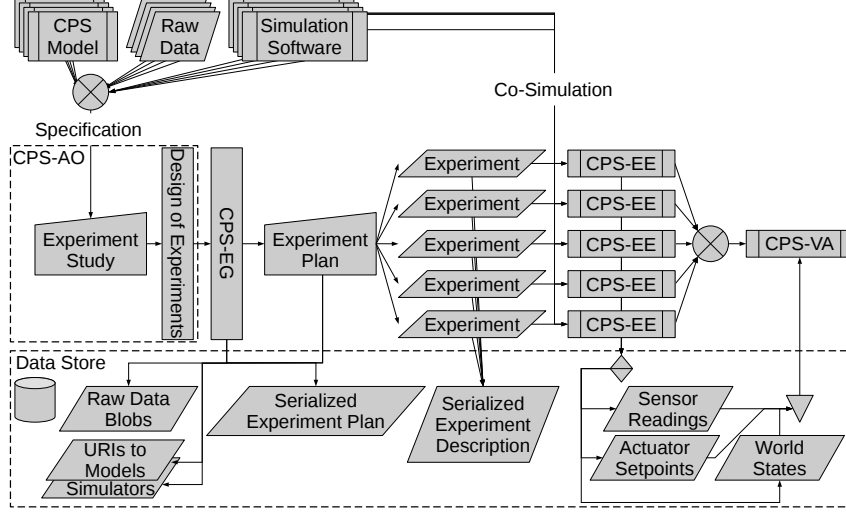 CPS
Model
Raw
Data
Simulation
Software
Co-Simulation
Specification
CPS-AO
Design of Experiments
CPS-EG
Experiment
Study
Experiment
Plan
Experiment
CPS-EE
Experiment
CPS-EE
Experiment
CPS-EE
Experiment
CPS-EE
Experiment
CPS-EE
CPS-VA
Data Store
Raw Data
Blobs
Serialized
Experiment Plan
Serialized
Experiment
Description
URIs to
Models
Simulators
Sensor
Readings
Actuator
Setpoints
World
States